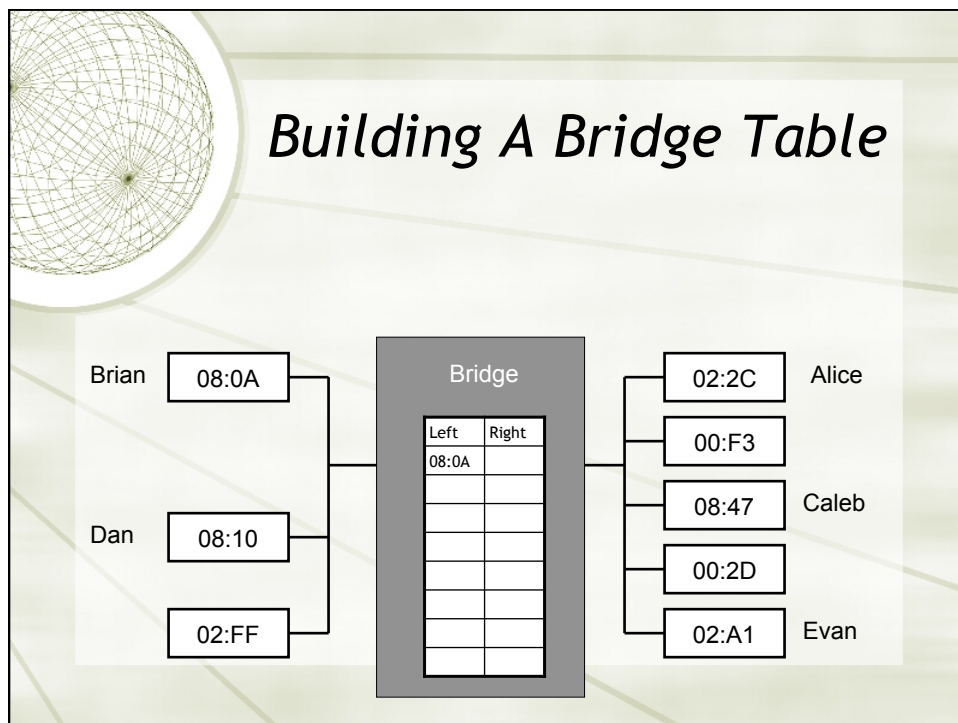 Building A Bridge Table
Brian 08:0A
Dan 08:10
02:FF
Bridge
Left Right
08:0A
02:2C Alice
00:F3
08:47 Caleb
00:2D
02:A1 Evan